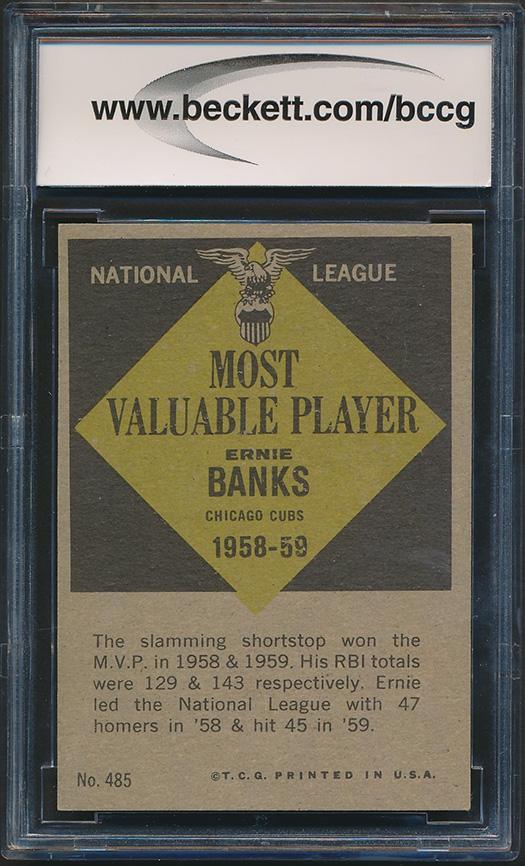 www.beckett.com/bccg
NATIONAL LEAGUE
MOST
VALUABLE PLAYER
ERNIE
BANKS
CHICAGO CUBS
1958-59
The slamming shortstop won the
M.V.P. in 1958 & 1959. His RBI totals
were 129 & 143 respectively. Ernie
led the National League with 47
homers in '58 & hit 45 in '59.
No. 485 ©T.C.G. PRINTED IN U.S.A.